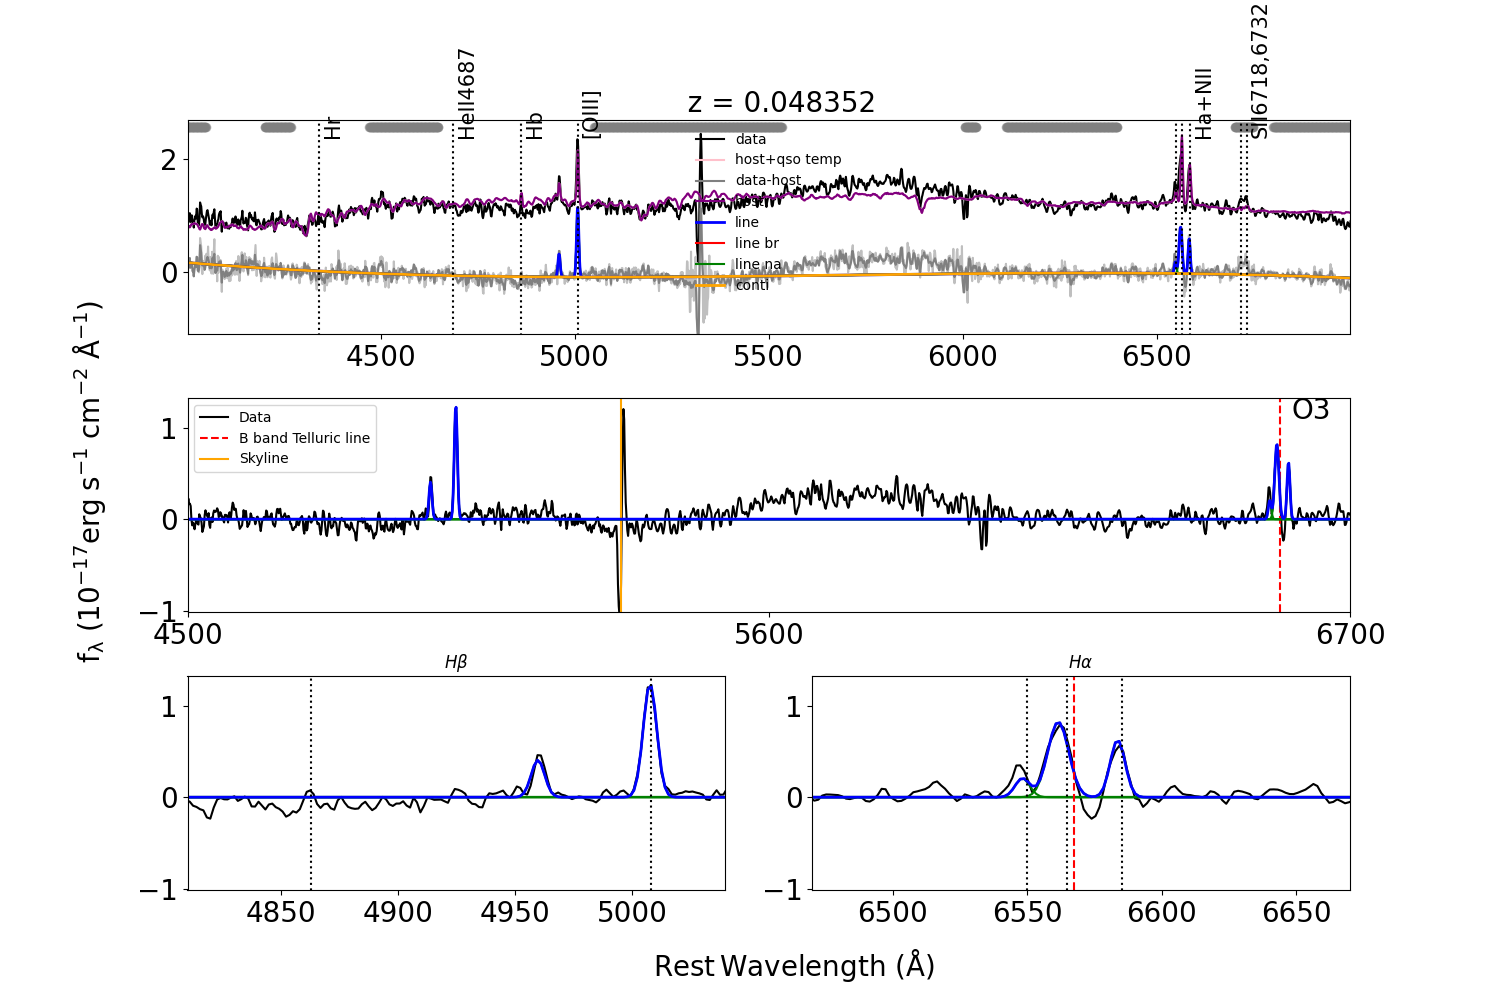 Hr
HeII4687
Hb
[OIII]
Ha+NII
SII6718,6732
z = 0.048352
data
host+qso temp
data-host
line
line br
line na
conti
2
0
4500 5000 5500 6000 6500
f_λ (10⁻¹⁷erg s⁻¹ cm⁻² Å⁻¹)
Data
B band Telluric line
Skyline
O3
1
0
−1
4500 5600 6700
Hβ
1
0
−1
4850 4900 4950 5000
Hα
1
0
−1
6500 6550 6600 6650
Rest Wavelength (Å)